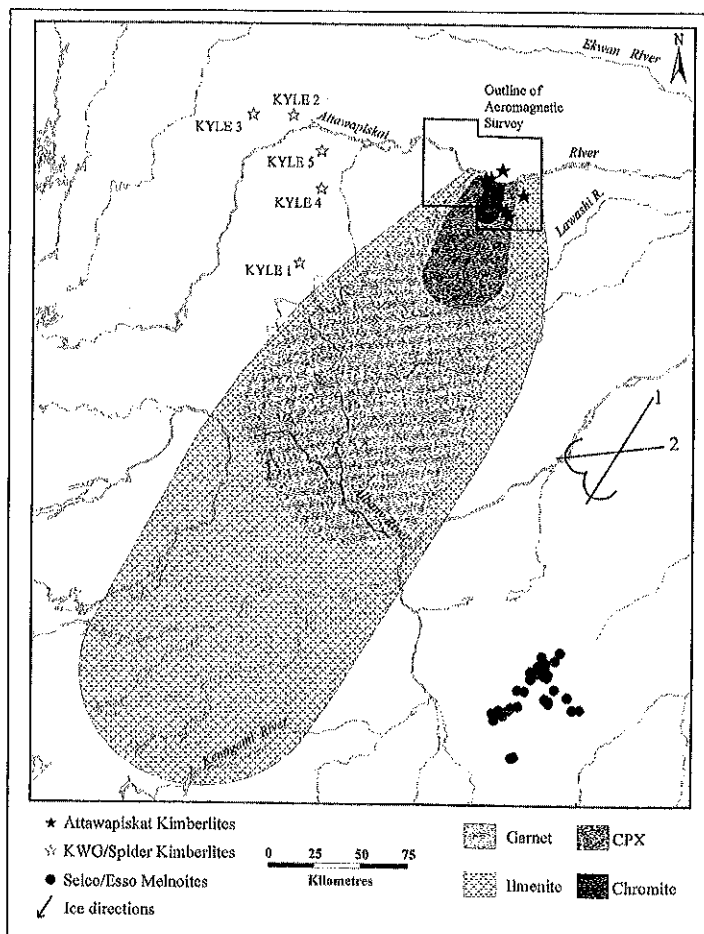 Ekwan River
N
Outline of
Aeromagnetic
Survey
KYLE 2
KYLE 3
Attawapiskat
River
KYLE 5
KYLE 4
Lawashi R.
KYLE 1
1
2
Albany River
Kenogami River
Attawapiskat Kimberlites
KWG/Spider Kimberlites
Selco/Esso Melnoites
Ice directions
0 25 50 75
Kilometres
Garnet
CPX
Ilmenite
Chromite